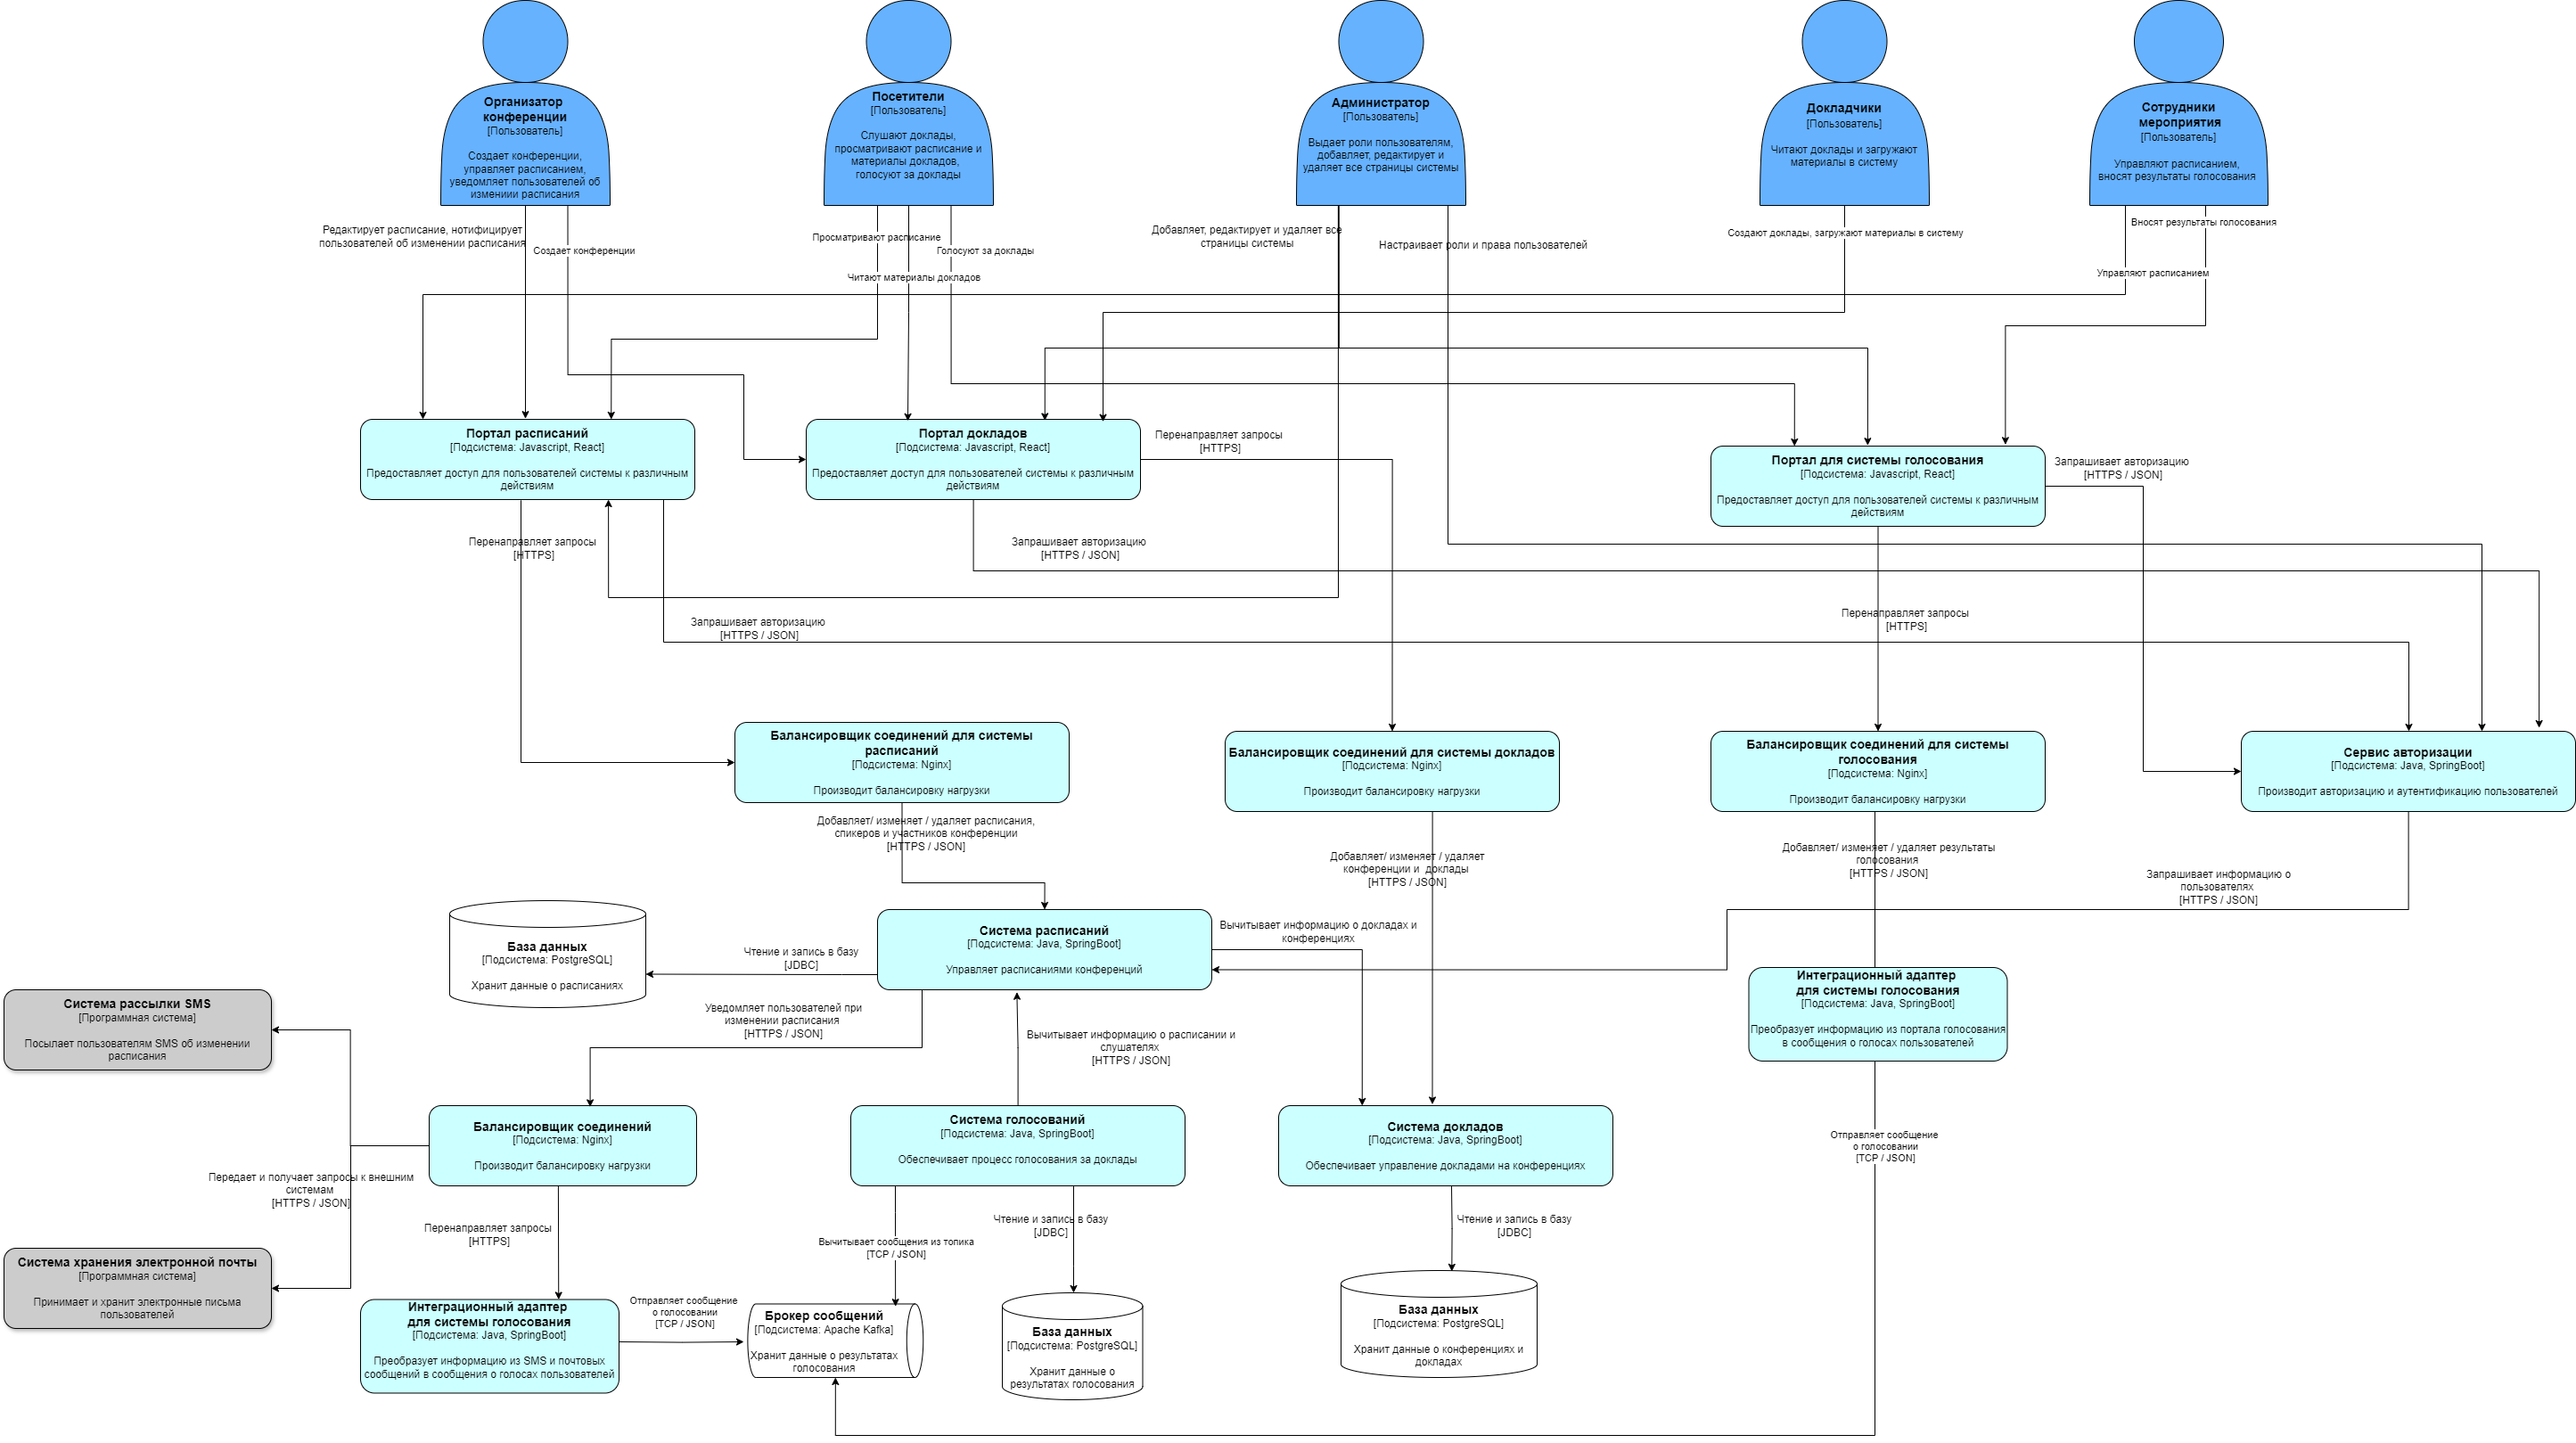 Организатор
конференции
[Пользователь]
Создает конференции,
управляет расписанием,
уведомляет пользователей об
измениии расписания
Посетители
[Пользователь]
Слушают доклады,
просматривают расписание и
материалы докладов,
голосуют за доклады
Администратор
[Пользователь]
Выдает роли пользователям,
добавляет, редактирует и
удаляет все страницы системы
Докладчики
[Пользователь]
Читают доклады и загружают
материалы в систему
Сотрудники
мероприятия
[Пользователь]
Управляют расписанием,
вносят результаты голосования
Редактирует расписание, нотифицирует
пользователей об изменении расписания
Создает конференции
Просматривают расписание
Читают материалы докладов
Голосуют за доклады
Добавляет, редактирует и удаляет все
страницы системы
Настраивает роли и права пользователей
Создают доклады, загружают материалы в систему
Вносят результаты голосования
Управляют расписанием
Портал расписаний
[Подсистема: Javascript, React]
Предоставляет доступ для пользователей системы к различным
действиям
Портал докладов
[Подсистема: Javascript, React]
Предоставляет доступ для пользователей системы к различным
действиям
Перенаправляет запросы
[HTTPS]
Портал для системы голосования
[Подсистема: Javascript, React]
Предоставляет доступ для пользователей системы к различным
действиям
Запрашивает авторизацию
[HTTPS / JSON]
Перенаправляет запросы
[HTTPS]
Запрашивает авторизацию
[HTTPS / JSON]
Запрашивает авторизацию
[HTTPS / JSON]
Перенаправляет запросы
[HTTPS]
Балансировщик соединений для системы
расписаний
[Подсистема: Nginx]
Производит балансировку нагрузки
Балансировщик соединений для системы докладов
[Подсистема: Nginx]
Производит балансировку нагрузки
Балансировщик соединений для системы
голосования
[Подсистема: Nginx]
Производит балансировку нагрузки
Сервис авторизации
[Подсистема: Java, SpringBoot]
Производит авторизацию и аутентификацию пользователей
Добавляет/ изменяет / удаляет расписания,
спикеров и участников конференции
[HTTPS / JSON]
Добавляет/ изменяет / удаляет
конференции и доклады
[HTTPS / JSON]
Добавляет/ изменяет / удаляет результаты
голосования
[HTTPS / JSON]
Запрашивает информацию о
пользователях
[HTTPS / JSON]
База данных
[Подсистема: PostgreSQL]
Хранит данные о расписаниях
Чтение и запись в базу
[JDBC]
Система расписаний
[Подсистема: Java, SpringBoot]
Управляет расписаниями конференций
Вычитывает информацию о докладах и
конференциях
Интеграционный адаптер
для системы голосования
[Подсистема: Java, SpringBoot]
Преобразует информацию из портала голосования
в сообщения о голосах пользователей
Система рассылки SMS
[Программная система]
Посылает пользователям SMS об изменении
расписания
Уведомляет пользователей при
изменении расписания
[HTTPS / JSON]
Вычитывает информацию о расписании и
слушателях
[HTTPS / JSON]
Балансировщик соединений
[Подсистема: Nginx]
Производит балансировку нагрузки
Система голосований
[Подсистема: Java, SpringBoot]
Обеспечивает процесс голосования за доклады
Система докладов
[Подсистема: Java, SpringBoot]
Обеспечивает управление докладами на конференциях
Отправляет сообщение
о голосовании
[TCP / JSON]
Передает и получает запросы к внешним
системам
[HTTPS / JSON]
Перенаправляет запросы
[HTTPS]
Вычитывает сообщения из топика
[TCP / JSON]
Чтение и запись в базу
[JDBC]
Чтение и запись в базу
[JDBC]
Система хранения электронной почты
[Программная система]
Принимает и хранит электронные письма
пользователей
Интеграционный адаптер
для системы голосования
[Подсистема: Java, SpringBoot]
Преобразует информацию из SMS и почтовых
сообщений в сообщения о голосах пользователей
Отправляет сообщение
о голосовании
[TCP / JSON]
Брокер сообщений
[Подсистема: Apache Kafka]
Хранит данные о результатах
голосования
База данных
[Подсистема: PostgreSQL]
Хранит данные о
результатах голосования
База данных
[Подсистема: PostgreSQL]
Хранит данные о конференциях и
докладах